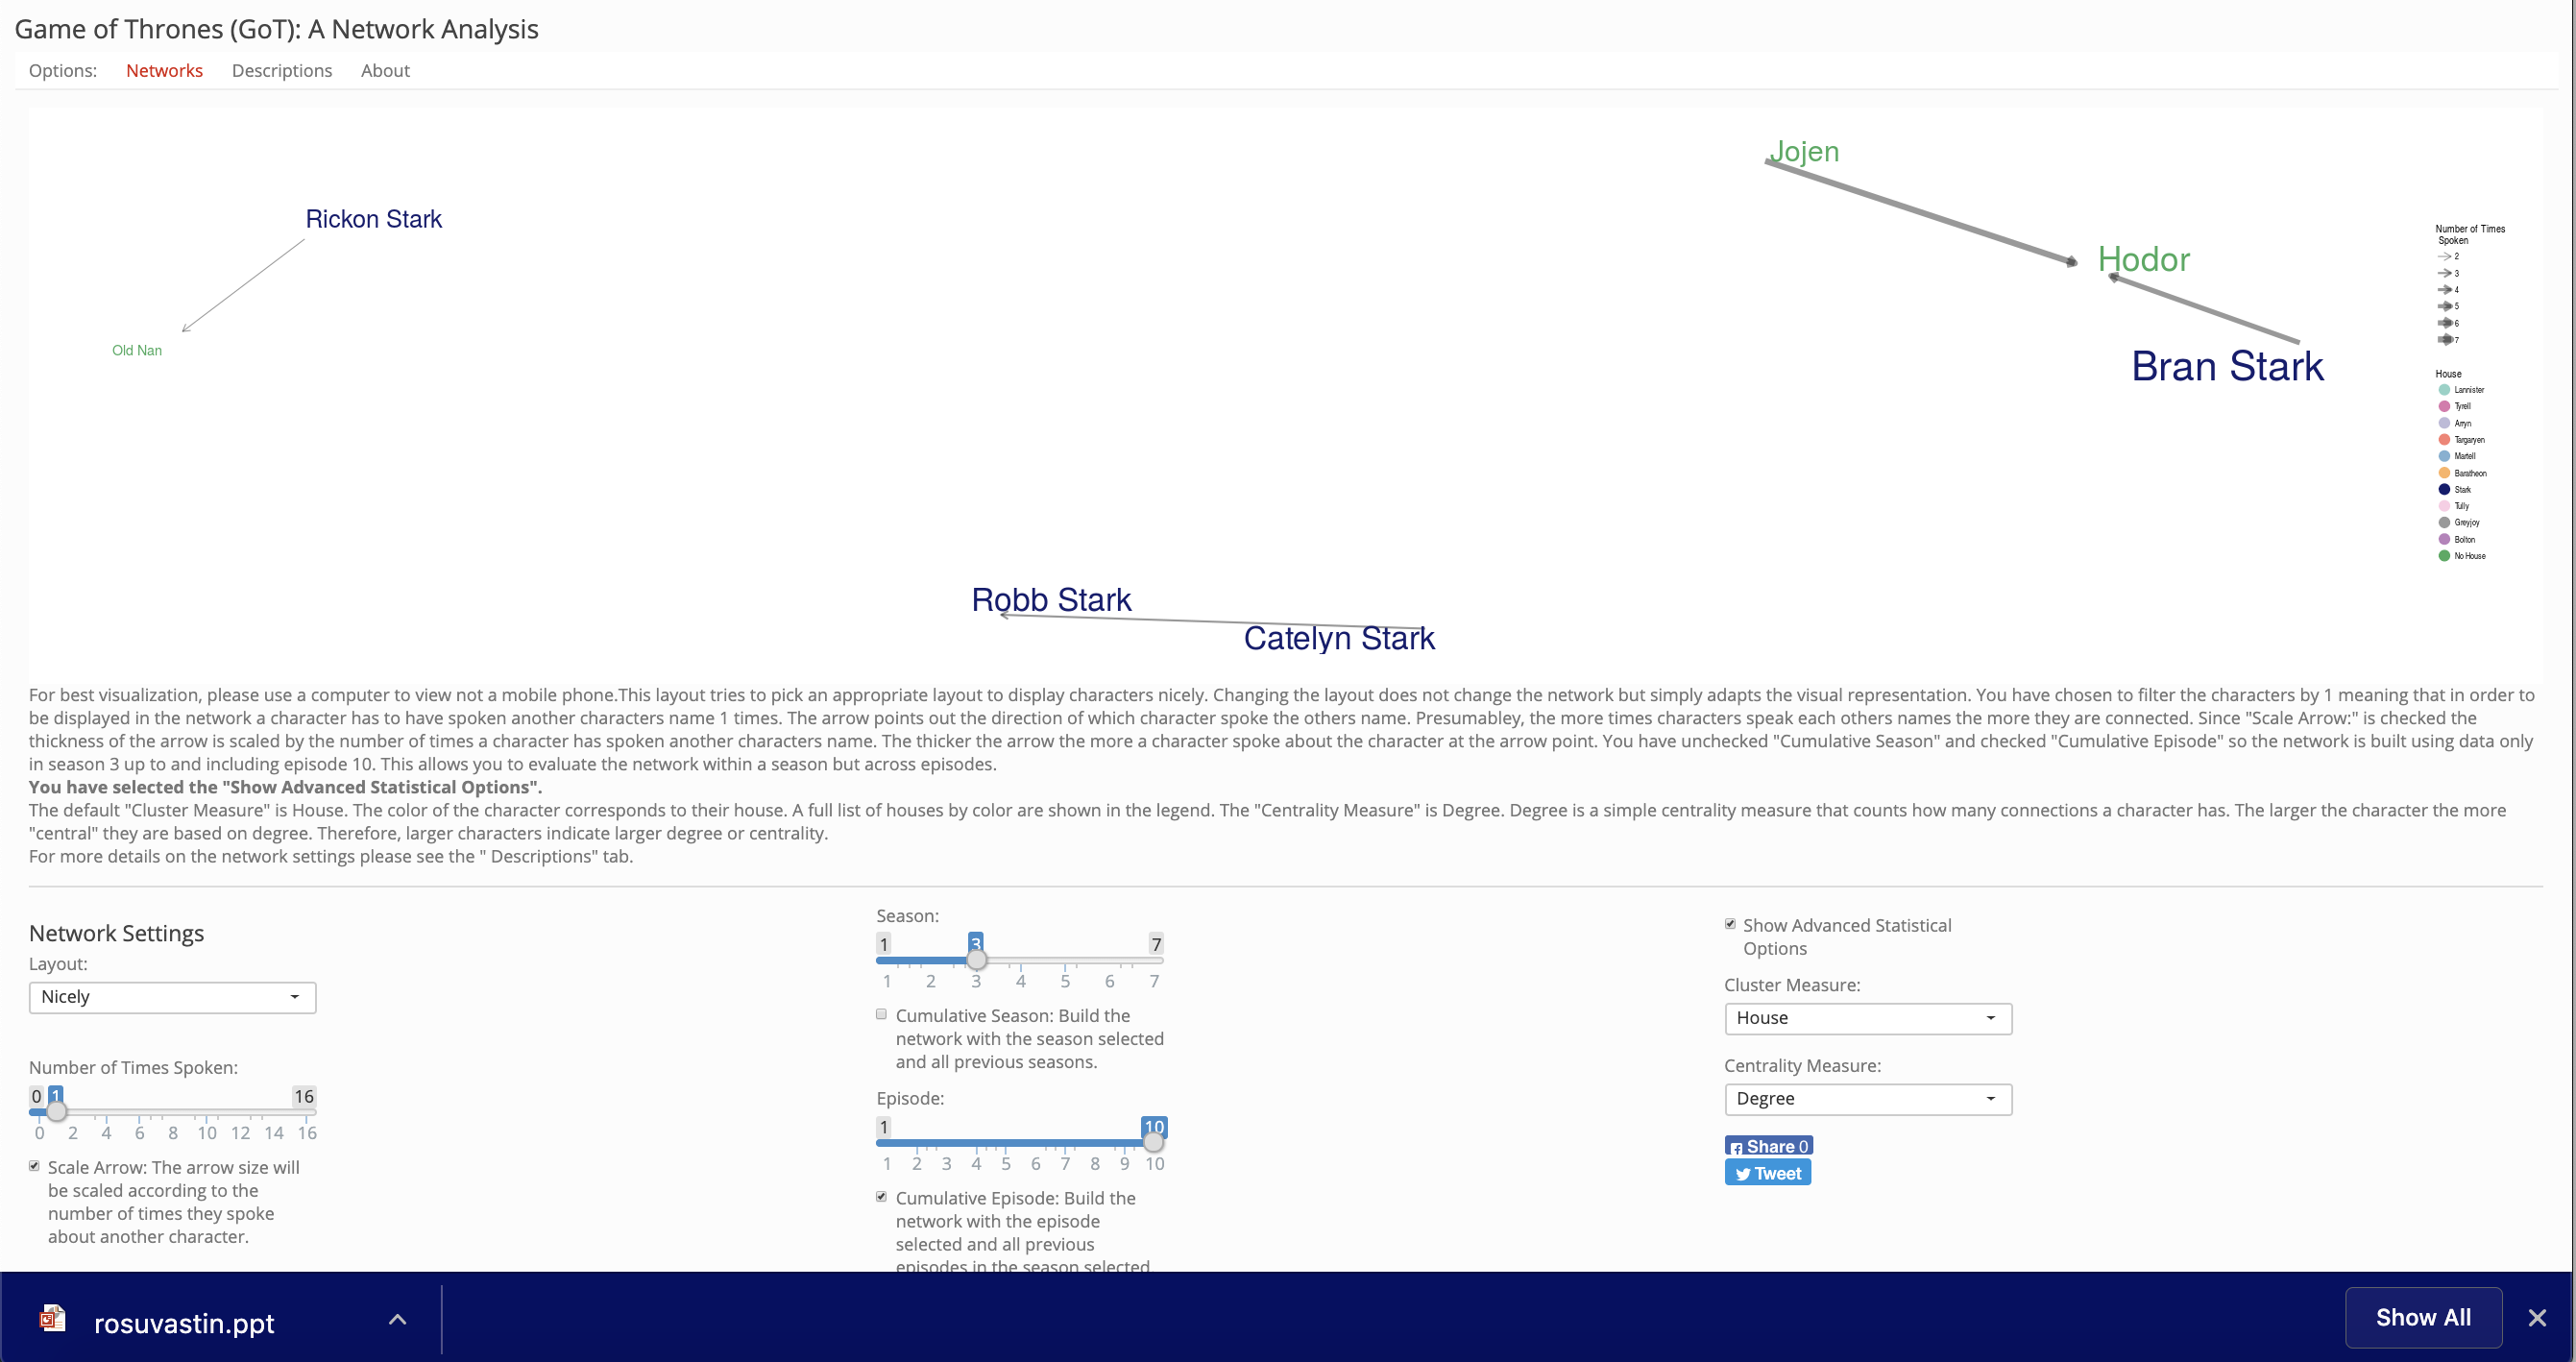 Game of Thrones (GoT): A Network Analysis
Options: Networks Descriptions About
Jojen
Rickon Stark
Hodor
Old Nan
Bran Stark
Robb Stark
Catelyn Stark
Number of Times
Spoken
2
3
4
5
6
7
House
Lannister
Tyrell
Arryn
Targaryen
Martell
Baratheon
Stark
Tully
Greyjoy
Bolton
No House
For best visualization, please use a computer to view not a mobile phone.This layout tries to pick an appropriate layout to display characters nicely. Changing the layout does not change the network but simply adapts the visual representation. You have chosen to filter the characters by 1 meaning that in order to
be displayed in the network a character has to have spoken another characters name 1 times. The arrow points out the direction of which character spoke the others name. Presumabley, the more times characters speak each others names the more they are connected. Since "Scale Arrow:" is checked the
thickness of the arrow is scaled by the number of times a character has spoken another characters name. The thicker the arrow the more a character spoke about the character at the arrow point. You have unchecked "Cumulative Season" and checked "Cumulative Episode" so the network is built using data only
in season 3 up to and including episode 10. This allows you to evaluate the network within a season but across episodes.
You have selected the "Show Advanced Statistical Options".
The default "Cluster Measure" is House. The color of the character corresponds to their house. A full list of houses by color are shown in the legend. The "Centrality Measure" is Degree. Degree is a simple centrality measure that counts how many connections a character has. The larger the character the more
"central" they are based on degree. Therefore, larger characters indicate larger degree or centrality.
For more details on the network settings please see the " Descriptions" tab.
Network Settings
Layout:
Nicely
Number of Times Spoken:
0 1 16
0 2 4 6 8 10 12 14 16
Scale Arrow: The arrow size will
be scaled according to the
number of times they spoke
about another character.
Season:
1 3 7
1 2 3 4 5 6 7
Cumulative Season: Build the
network with the season selected
and all previous seasons.
Episode:
1 10
1 2 3 4 5 6 7 8 9 10
Cumulative Episode: Build the
network with the episode
selected and all previous
episodes in the season selected
Show Advanced Statistical
Options
Cluster Measure:
House
Centrality Measure:
Degree
Share 0
Tweet
rosuvastin.ppt
Show All